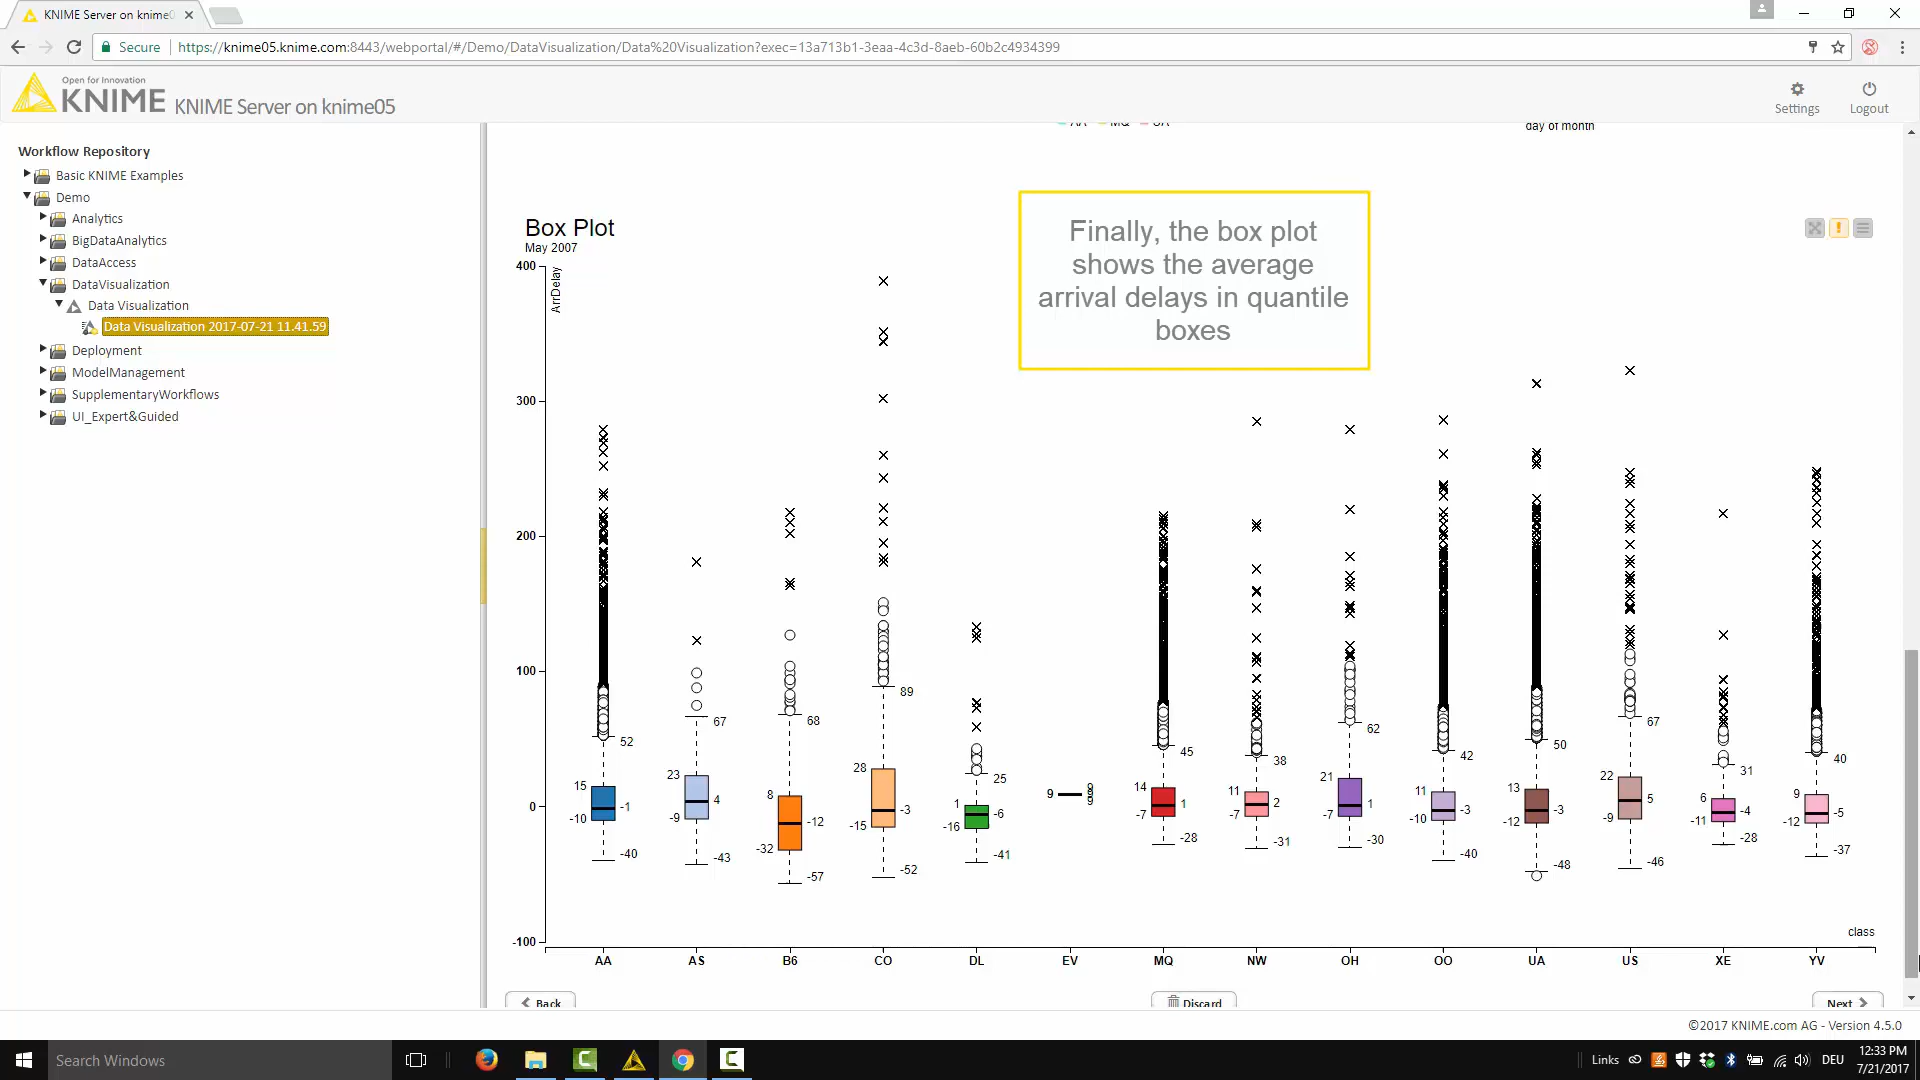 KNIME Server on knime0
Secure
https://knime05.knime.com:8443/webportal/#/Demo/DataVisualization/Data%20Visualization?exec=13a713b1-3eaa-4c3d-8aeb-60b2c4934399
Open for Innovation
KNIME
KNIME Server on knime05
Settings
Logout
Workflow Repository
Basic KNIME Examples
Demo
Analytics
BigDataAnalytics
DataAccess
DataVisualization
Data Visualization
Data Visualization 2017-07-21 11.41.59
Deployment
ModelManagement
SupplementaryWorkflows
UI_Expert&Guided
day of month
Box Plot
May 2007
Finally, the box plot
shows the average
arrival delays in quantile
boxes
ArrDelay
400
300
200
100
0
-100
52
15
-1
-10
-40
67
23
4
-9
-43
68
8
-12
-32
-57
89
28
-3
-15
-52
25
1
-6
-16
-41
9
9
9
9
45
14
1
-7
-28
38
11
2
-7
-31
62
21
1
-7
-30
42
11
-3
-10
-40
50
13
-3
-12
-48
67
22
5
-9
-46
31
6
-4
-11
-28
40
9
-5
-12
-37
class
AA AS B6 CO DL EV MQ NW OH OO UA US XE YV
Back
Discard
Next
©2017 KNIME.com AG - Version 4.5.0
Search Windows
Links
DEU
12:33 PM
7/21/2017